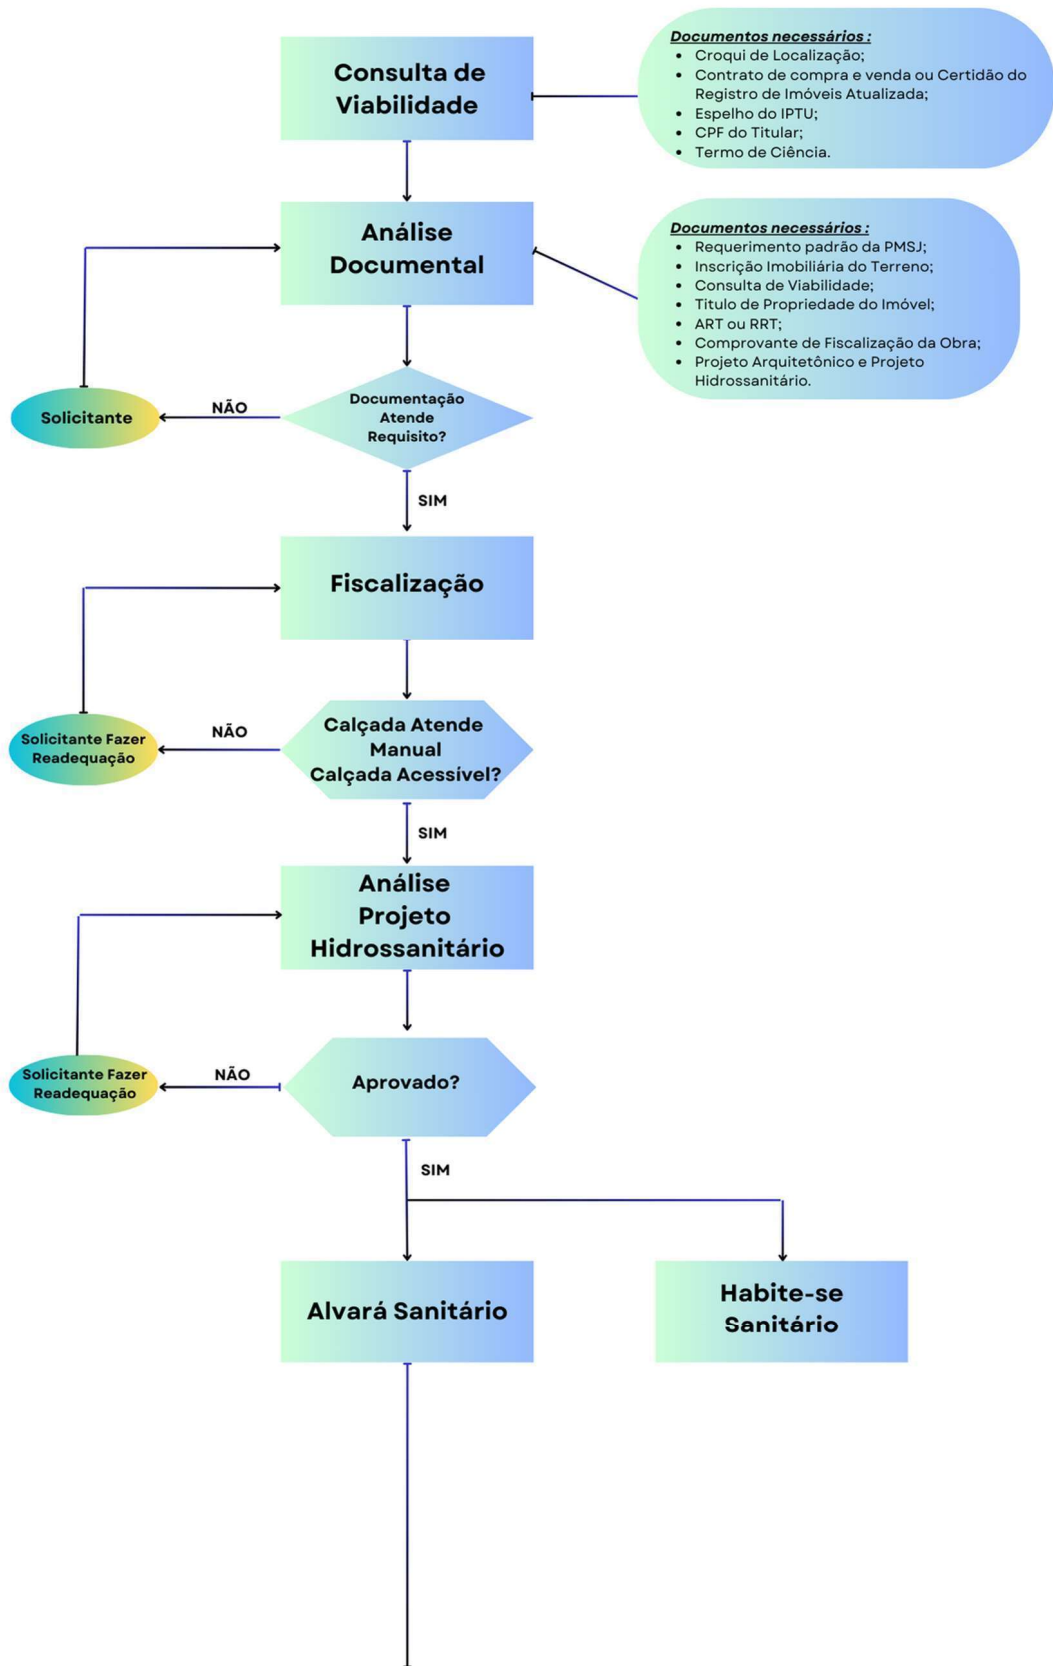 Consulta de
Viabilidade
Documentos necessários :
• Croqui de Localização;
• Contrato de compra e venda ou Certidão do
Registro de Imóveis Atualizada;
• Espelho do IPTU;
• CPF do Titular;
• Termo de Ciência.
Análise
Documental
Documentos necessários :
• Requerimento padrão da PMSJ;
• Inscrição Imobiliária do Terreno;
• Consulta de Viabilidade;
• Titulo de Propriedade do Imóvel;
• ART ou RRT;
• Comprovante de Fiscalização da Obra;
• Projeto Arquitetônico e Projeto
Hidrossanitário.
Solicitante
NÃO
Documentação
Atende
Requisito?
SIM
Fiscalização
Solicitante Fazer
Readequação
NÃO
Calçada Atende
Manual
Calçada Acessível?
SIM
Análise
Projeto
Hidrossanitário
Solicitante Fazer
Readequação
NÃO
Aprovado?
SIM
Alvará Sanitário
Habite-se
Sanitário